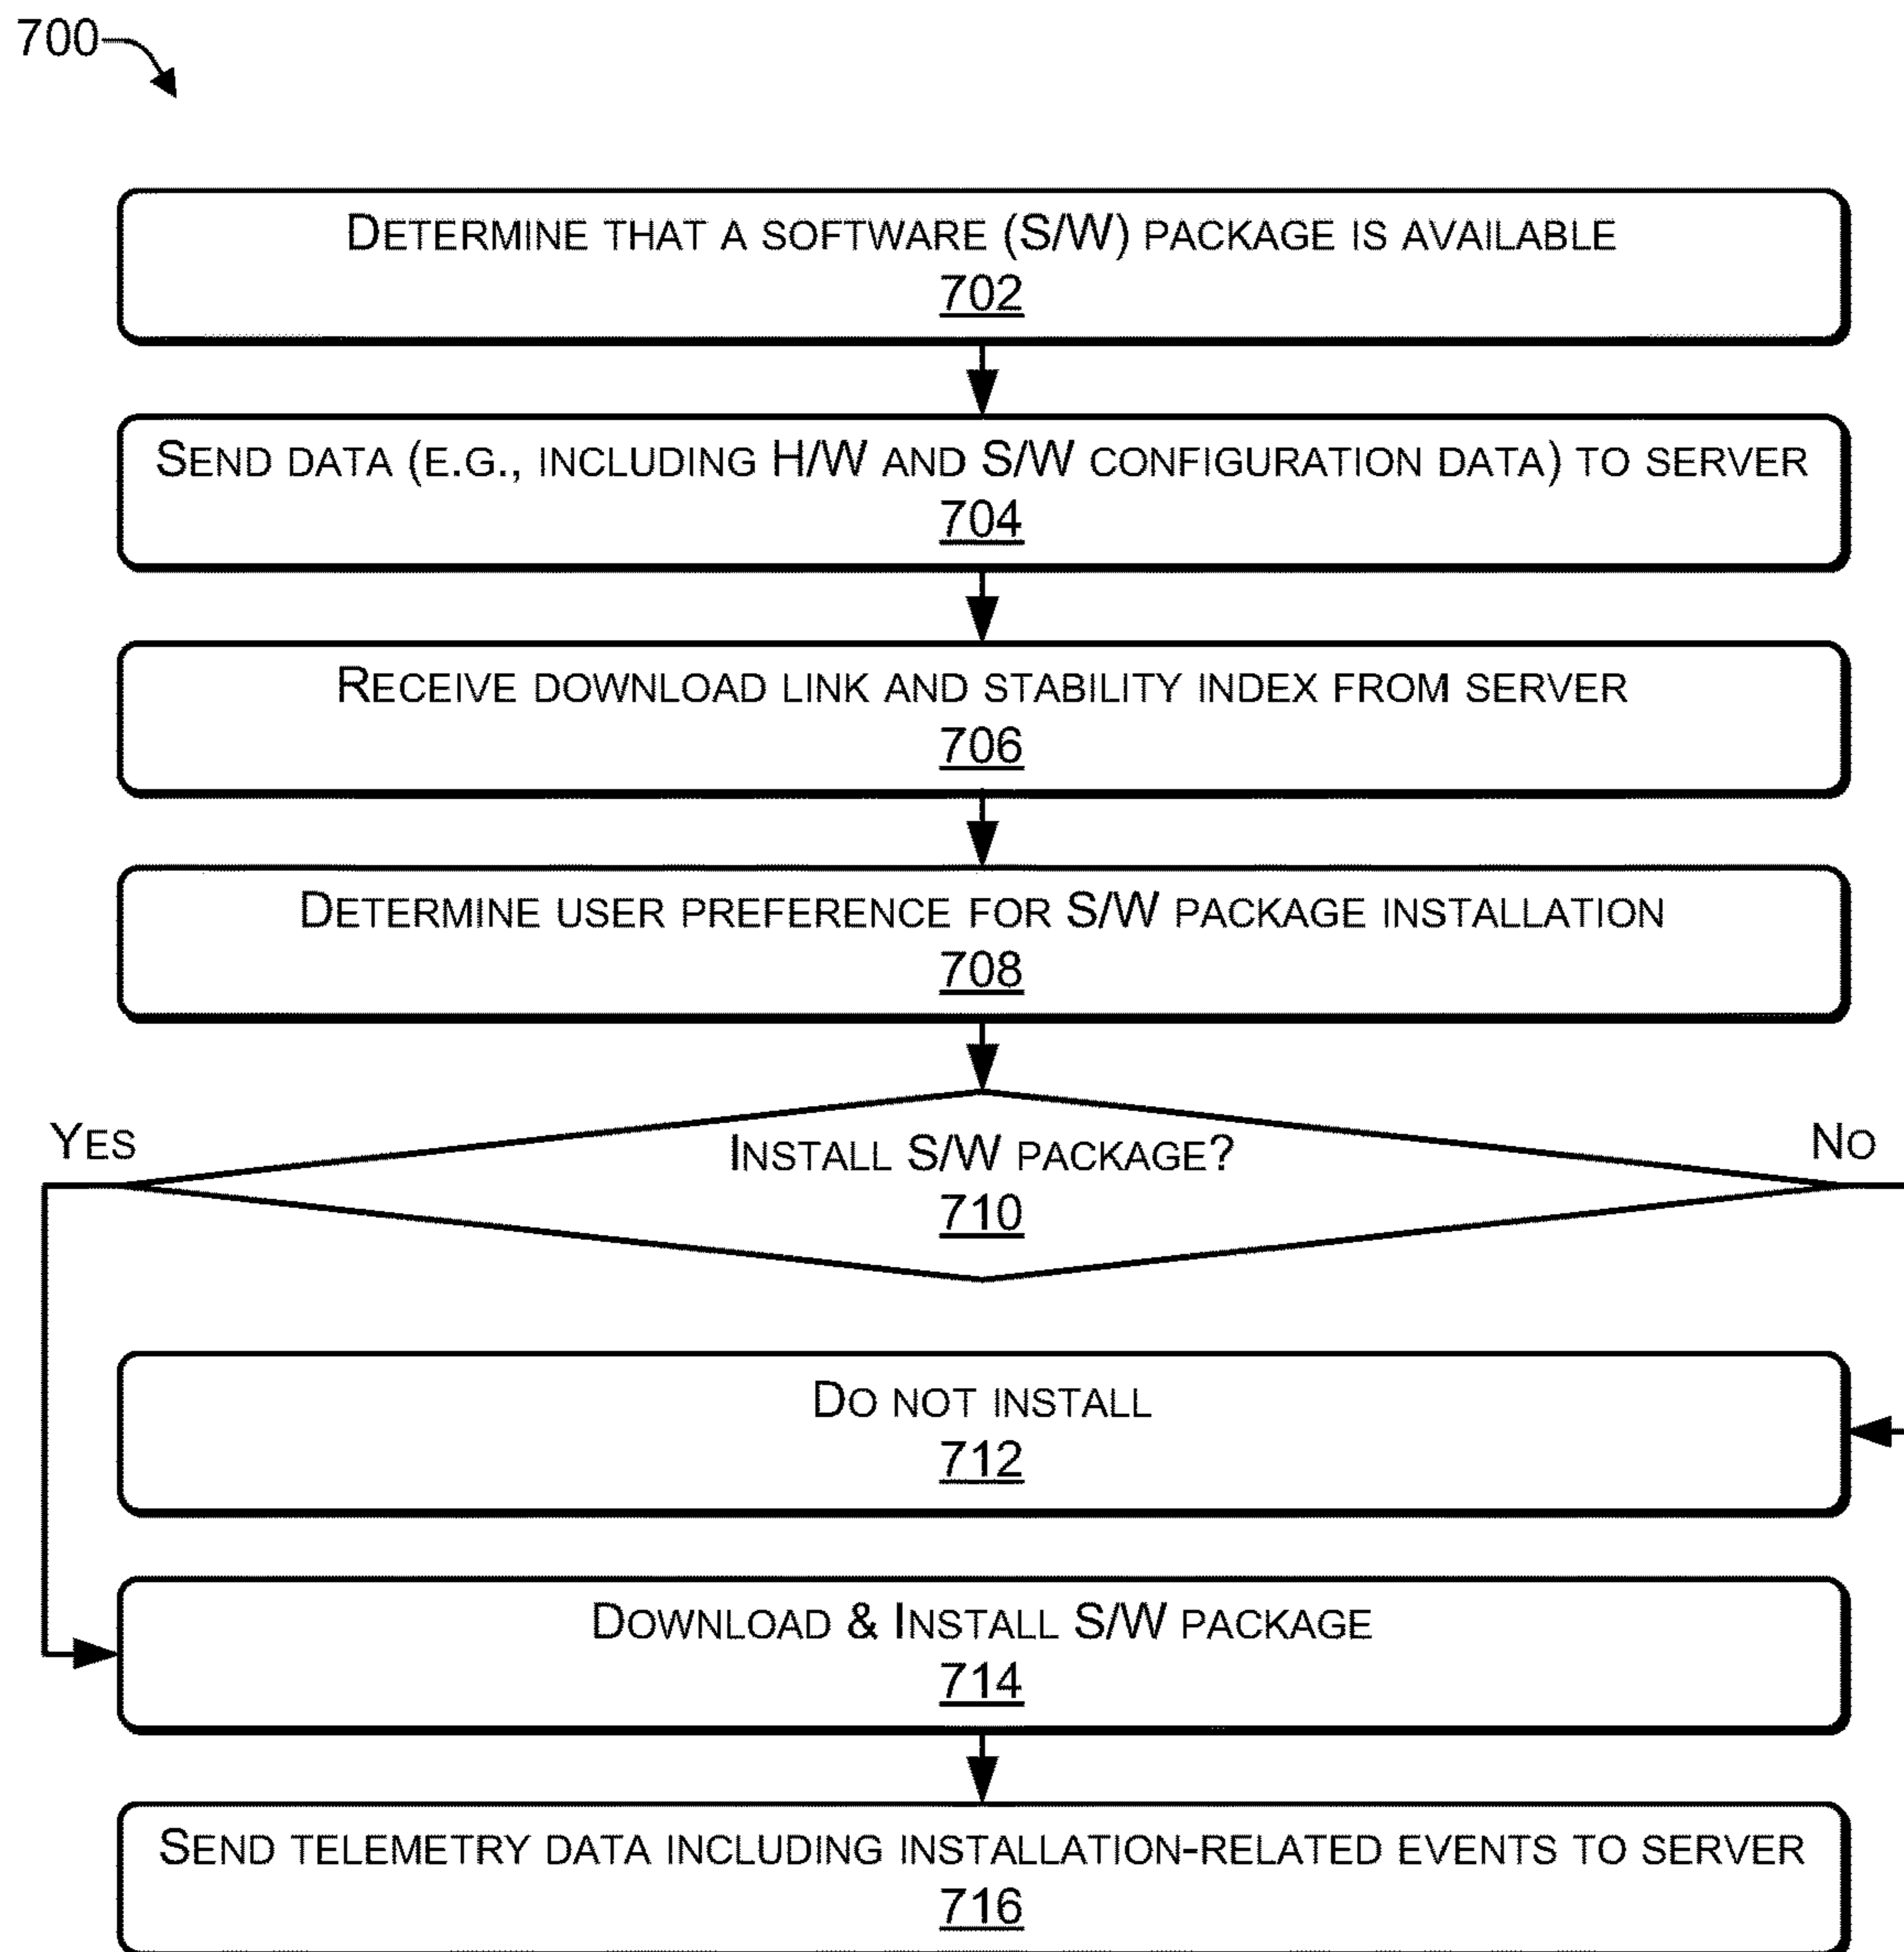 700
DETERMINE THAT A SOFTWARE (S/W) PACKAGE IS AVAILABLE
702
SEND DATA (E.G., INCLUDING H/W AND S/W CONFIGURATION DATA) TO SERVER
704
RECEIVE DOWNLOAD LINK AND STABILITY INDEX FROM SERVER
706
DETERMINE USER PREFERENCE FOR S/W PACKAGE INSTALLATION
708
YES
INSTALL S/W PACKAGE?
NO
710
DO NOT INSTALL
712
DOWNLOAD & INSTALL S/W PACKAGE
714
SEND TELEMETRY DATA INCLUDING INSTALLATION-RELATED EVENTS TO SERVER
716